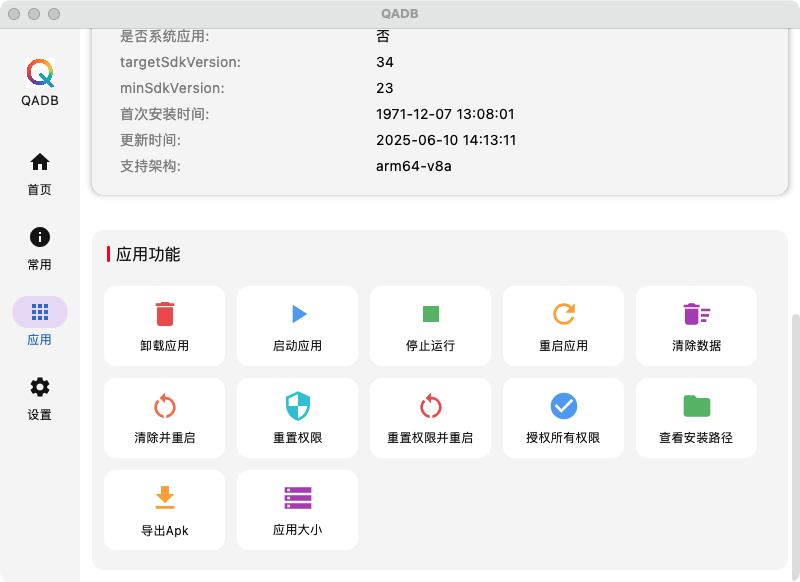 QADB
QADB
首页
常用
应用
设置
是否系统应用: 否
targetSdkVersion: 34
minSdkVersion: 23
首次安装时间: 1971-12-07 13:08:01
更新时间: 2025-06-10 14:13:11
支持架构: arm64-v8a
应用功能
卸载应用 启动应用 停止运行 重启应用 清除数据
清除并重启 重置权限 重置权限并重启 授权所有权限 查看安装路径
导出Apk 应用大小